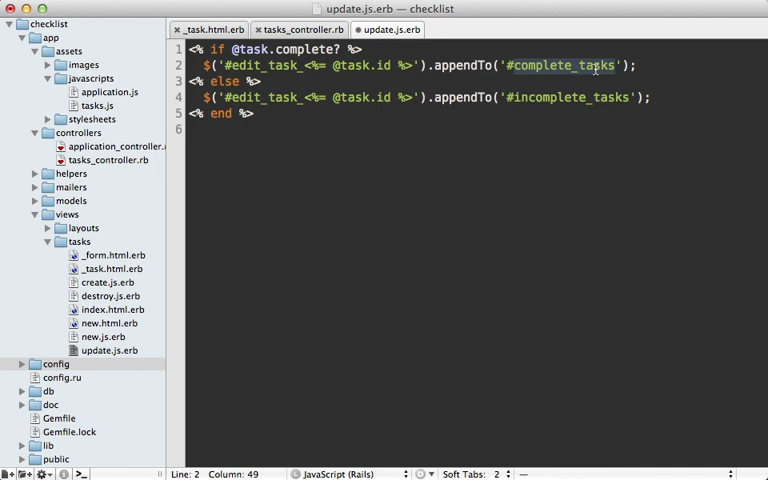 update.js.erb — checklist
checklist
app
assets
images
javascripts
application.js
tasks.js
stylesheets
controllers
application_controller.r
tasks_controller.rb
helpers
mailers
models
views
layouts
tasks
_form.html.erb
_task.html.erb
create.js.erb
destroy.js.erb
index.html.erb
new.html.erb
new.js.erb
update.js.erb
config
config.ru
db
doc
Gemfile
Gemfile.lock
lib
public
_task.html.erb
tasks_controller.rb
update.js.erb
1 <% if @task.complete? %>
2 $('#edit_task_<%= @task.id %>').appendTo('#complete_tasks');
3 <% else %>
4 $('#edit_task_<%= @task.id %>').appendTo('#incomplete_tasks');
5 <% end %>
6
Line: 2 Column: 49 JavaScript (Rails) Soft Tabs: 2 —